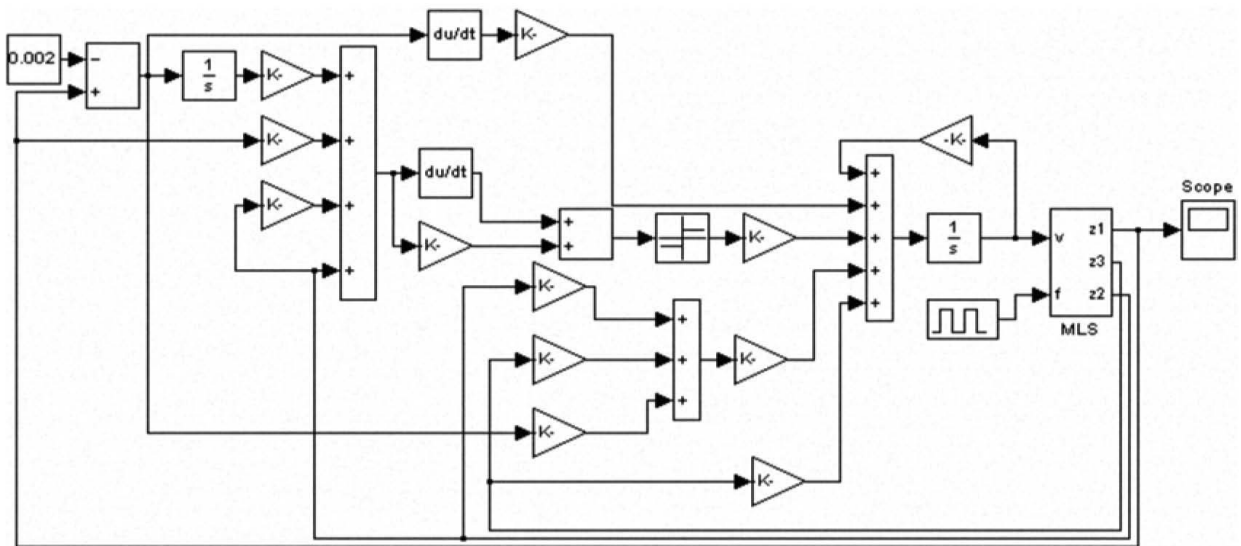 du/dt K-
0.002 - + 1 s K- +
K- + -K-
du/dt + Scope
K- + + + z1
K- + K- + 1 s v z3
+ K- + f z2
K- + + MLS
K- + K- +
K- +
K-